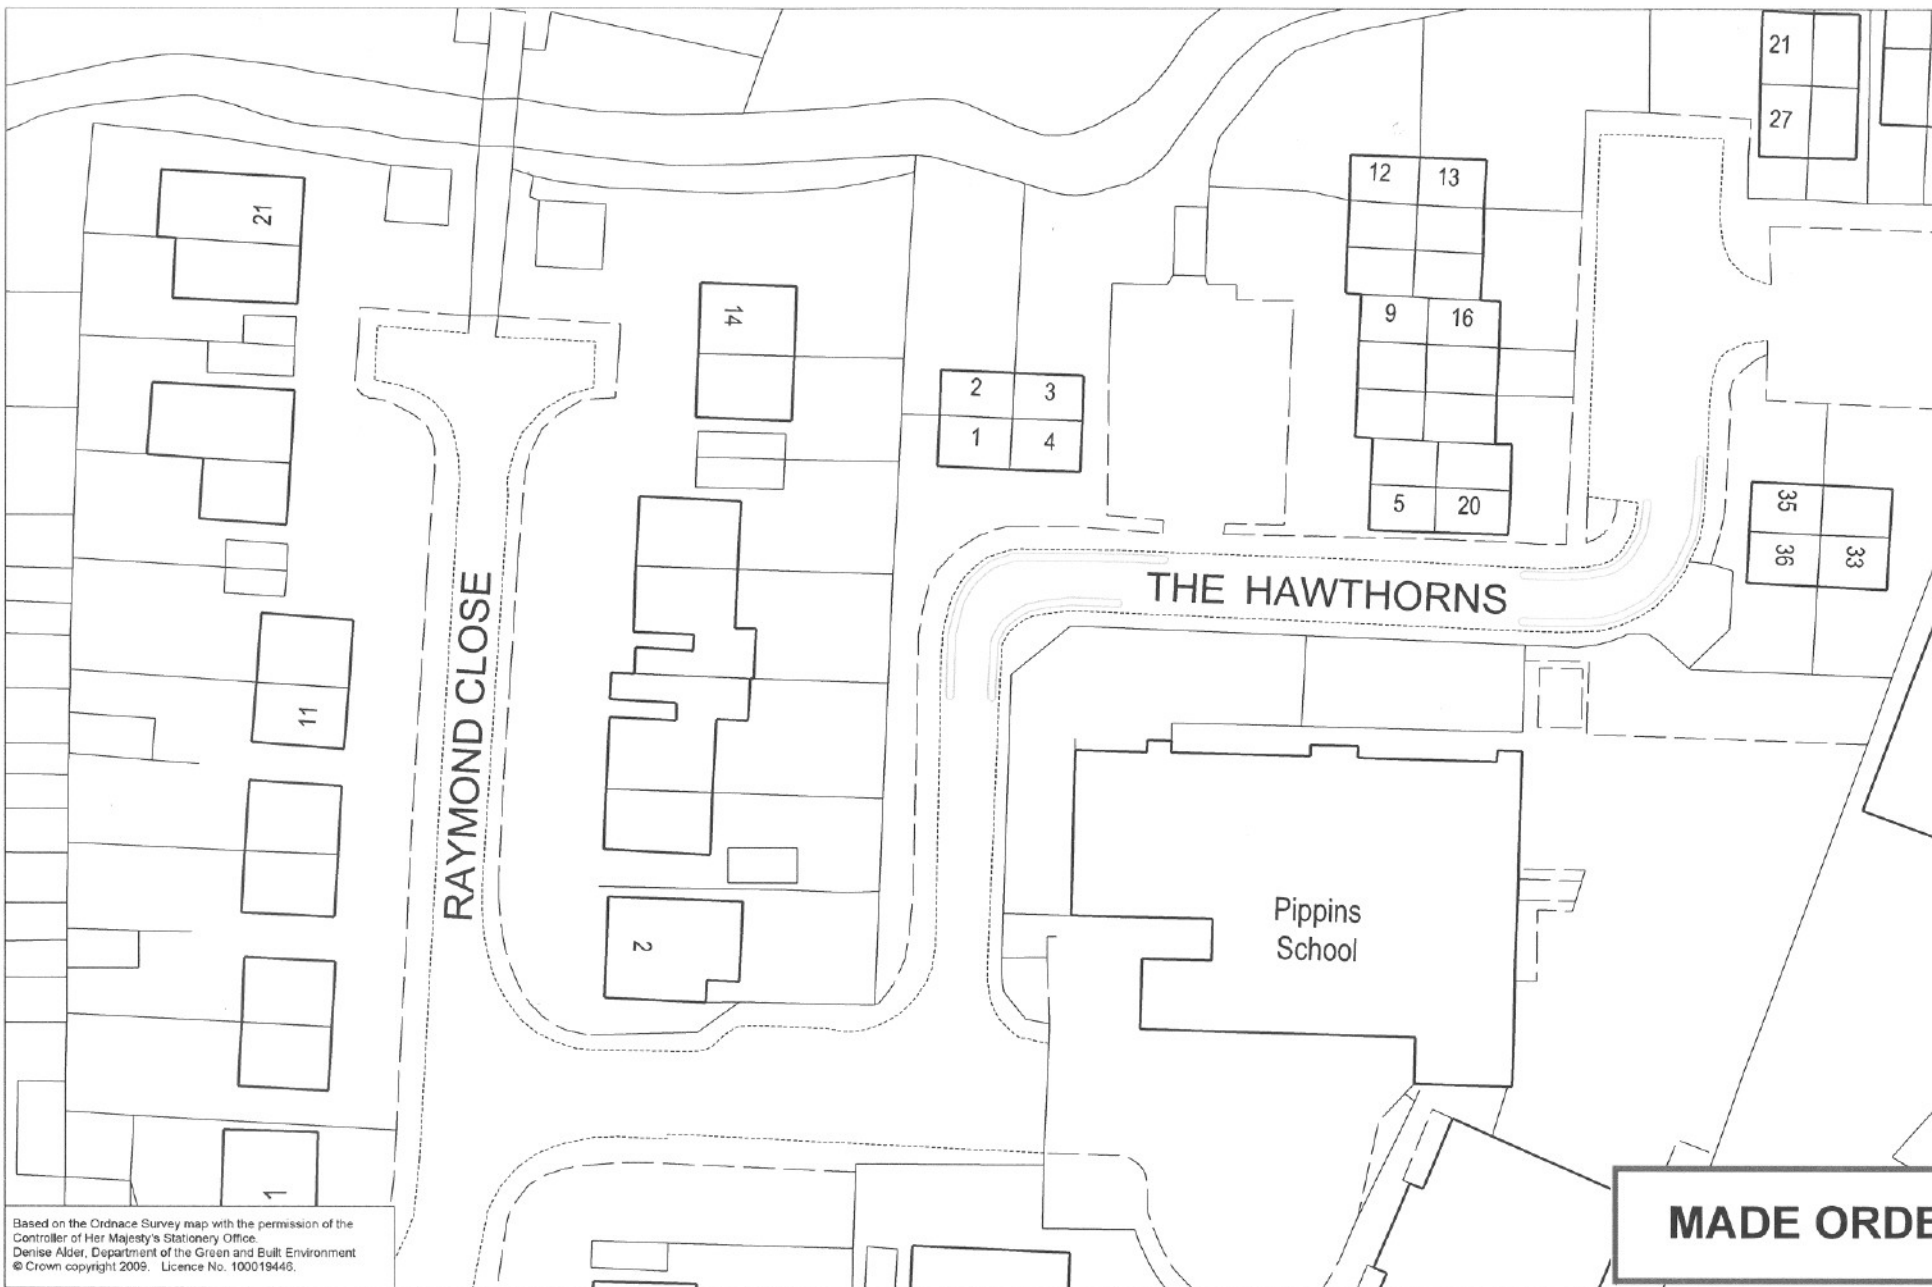 21
27
12 13
21
9 16
14
2 3
1 4
5 20
35
36 33
THE HAWTHORNS
RAYMOND CLOSE
11
Pippins
School
2
1
MADE ORDE
Based on the Ordnace Survey map with the permission of the
Controller of Her Majesty's Stationery Office.
Denise Alder, Department of the Green and Built Environment
© Crown copyright 2009. Licence No. 100019446.